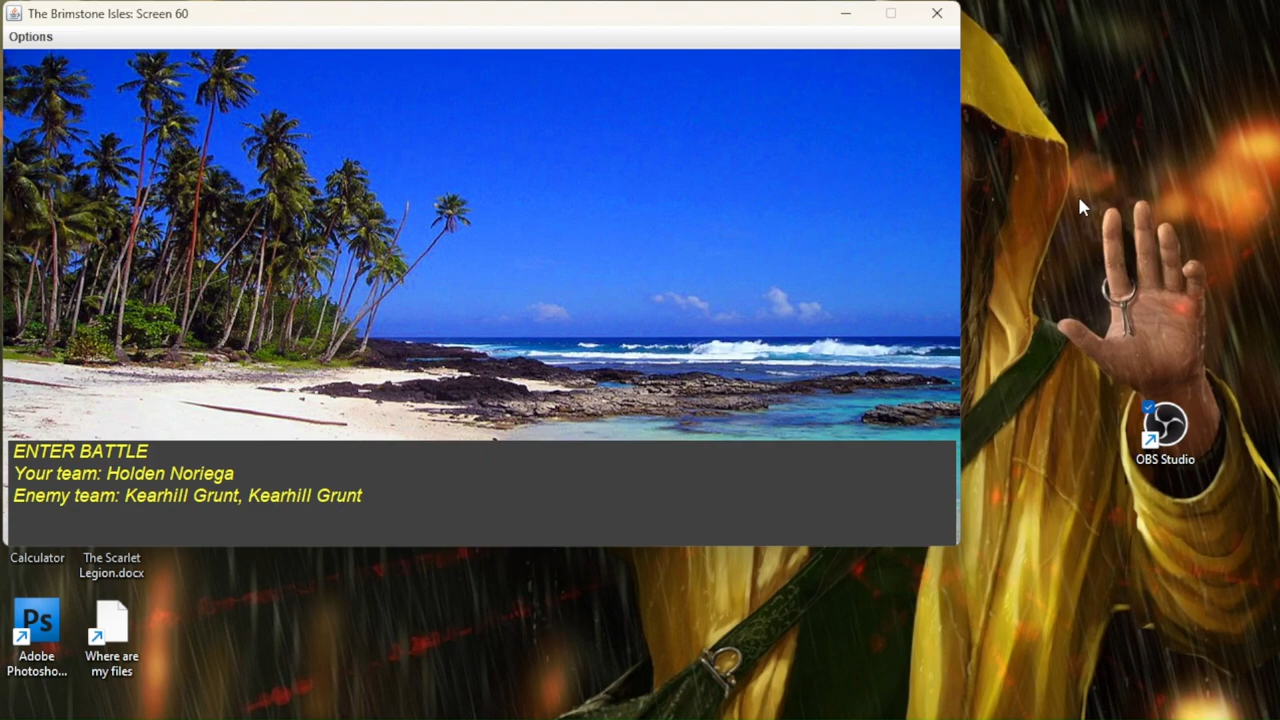 The Brimstone Isles: Screen 60
Options
ENTER BATTLE
Your team: Holden Noriega
Enemy team: Kearhill Grunt, Kearhill Grunt
OBS Studio
Calculator
The Scarlet
Legion.docx
Ps
Adobe
Photosho...
Where are
my files